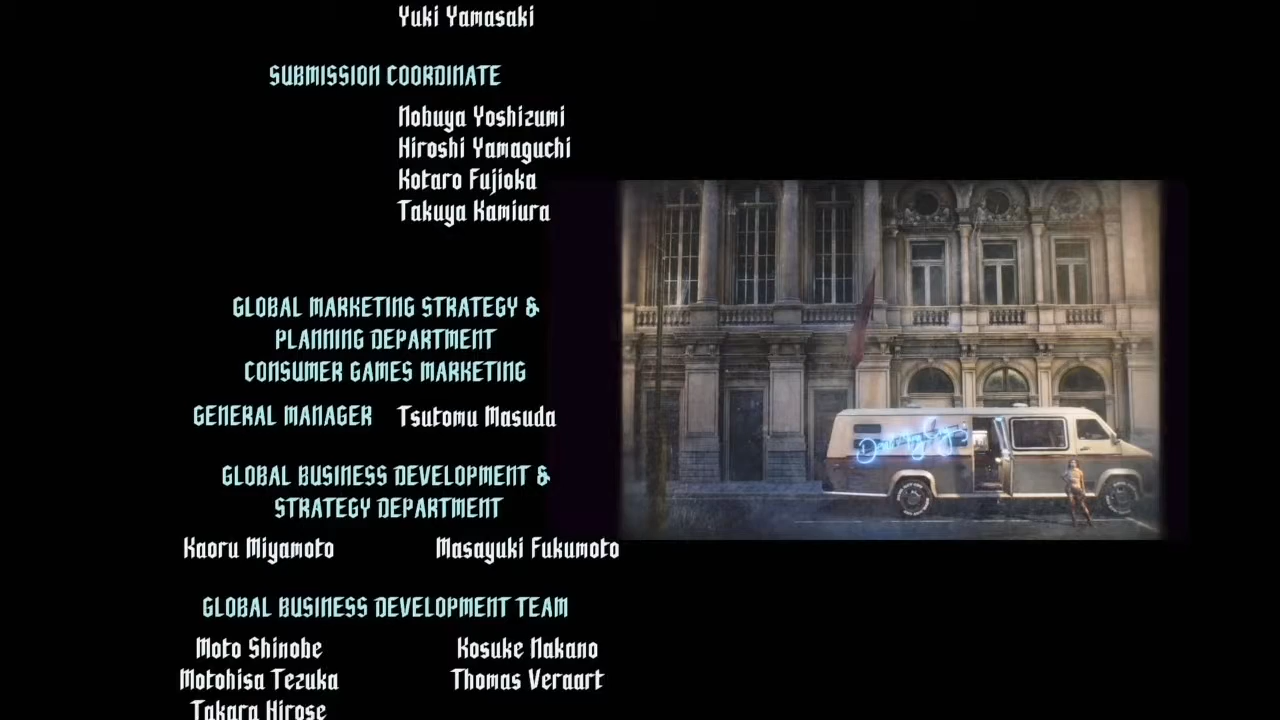 Yuki Yamasaki
SUBMISSION COORDINATE
Nobuya Yoshizumi
Hiroshi Yamaguchi
Kotaro Fujioka
Takuya Kamiura
GLOBAL MARKETING STRATEGY &
PLANNING DEPARTMENT
CONSUMER GAMES MARKETING
GENERAL MANAGER Tsutomu Masuda
GLOBAL BUSINESS DEVELOPMENT &
STRATEGY DEPARTMENT
Kaoru Miyamoto Masayuki Fukumoto
GLOBAL BUSINESS DEVELOPMENT TEAM
Moto Shinobe Kosuke Nakano
Motohisa Tezuka Thomas Veraart
Takara Hirose